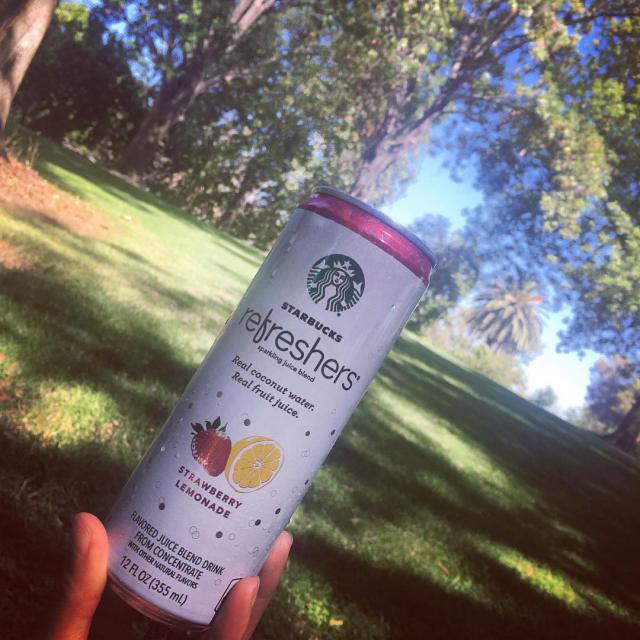 STARBUCKS
refreshers
sparkling juice blend
Real coconut water.
Real fruit juice.
STRAWBERRY
LEMONADE
FLAVORED JUICE BLEND DRINK
FROM CONCENTRATE
WITH OTHER NATURAL FLAVORS
12 FL OZ (355 mL)